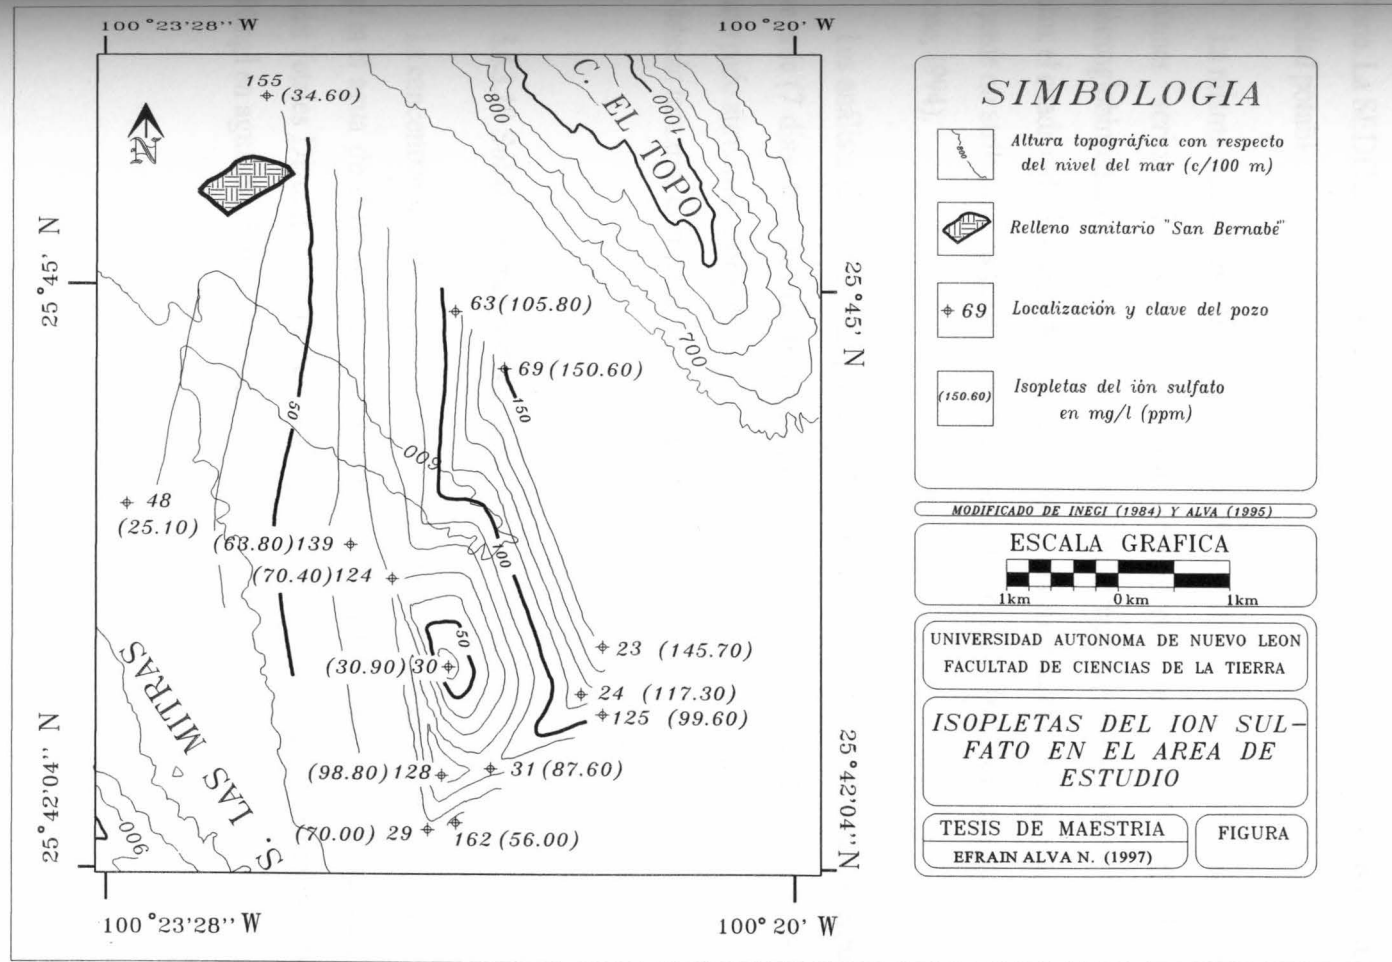 100°23'28'' W
100°20' W
155
(34.60)
N
C. EL TOPO
800
1000
700
25°45' N
25°45' N
63(105.80)
69(150.60)
150
50
600
48
(25.10)
(63.80)139
(70.40)124
100
50
(30.90)30
23 (145.70)
24 (117.30)
125 (99.60)
(98.80)128
31(87.60)
(70.00) 29
162(56.00)
S. LAS MITRAS
900
25°42'04'' N
25°42'04'' N
100°23'28'' W
100°20' W
SIMBOLOGIA
800
Altura topográfica con respecto
del nivel del mar (c/100 m)
Relleno sanitario "San Bernabé"
69
Localización y clave del pozo
(150.60)
Isopletas del ión sulfato
en mg/l (ppm)
MODIFICADO DE INEGI (1984) Y ALVA (1995)
ESCALA GRAFICA
1km 0km 1km
UNIVERSIDAD AUTONOMA DE NUEVO LEON
FACULTAD DE CIENCIAS DE LA TIERRA
ISOPLETAS DEL ION SUL-
FATO EN EL AREA DE
ESTUDIO
TESIS DE MAESTRIA
EFRAIN ALVA N. (1997)
FIGURA